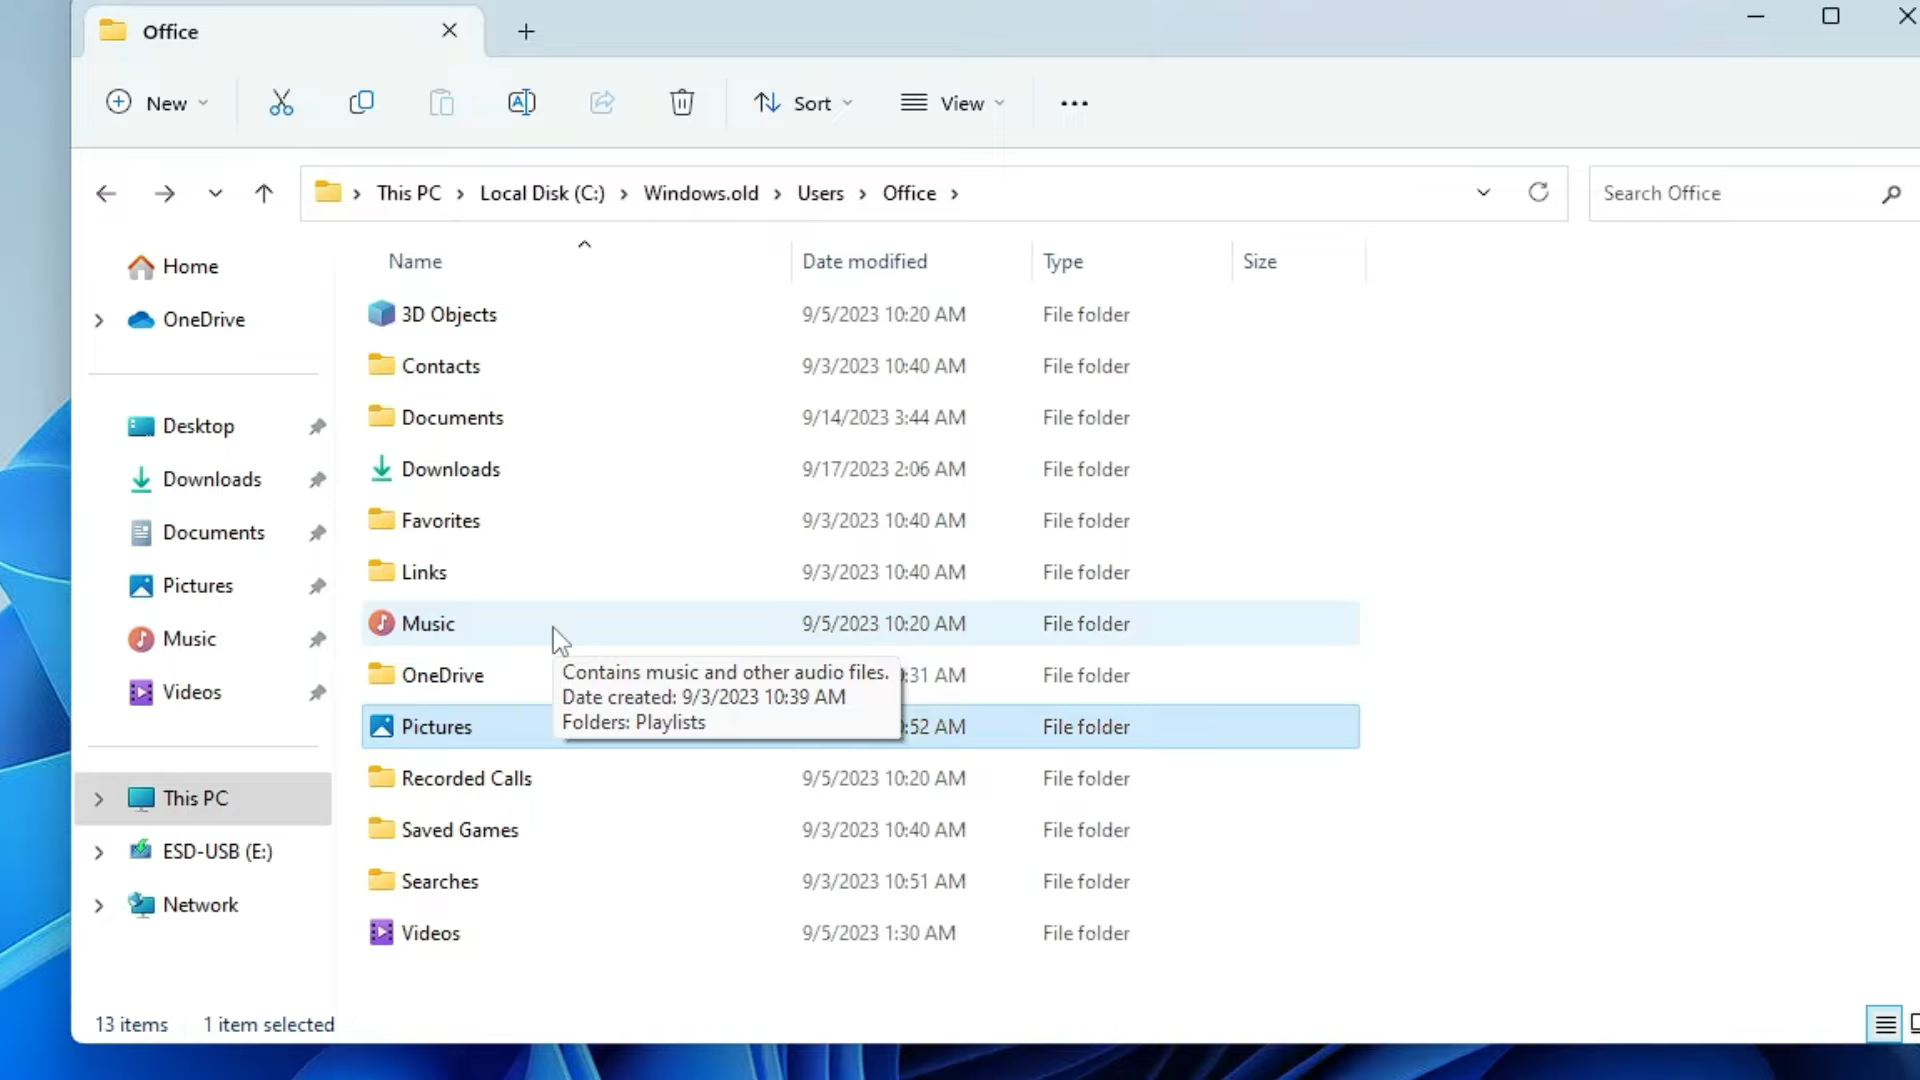 Office
New
Sort
View
This PC > Local Disk (C:) > Windows.old > Users > Office >
Search Office
Home
OneDrive
Desktop
Downloads
Documents
Pictures
Music
Videos
This PC
ESD-USB (E:)
Network
Name Date modified Type Size
3D Objects 9/5/2023 10:20 AM File folder
Contacts 9/3/2023 10:40 AM File folder
Documents 9/14/2023 3:44 AM File folder
Downloads 9/17/2023 2:06 AM File folder
Favorites 9/3/2023 10:40 AM File folder
Links 9/3/2023 10:40 AM File folder
Music 9/5/2023 10:20 AM File folder
OneDrive :31 AM File folder
Pictures :52 AM File folder
Contains music and other audio files.
Date created: 9/3/2023 10:39 AM
Folders: Playlists
Recorded Calls 9/5/2023 10:20 AM File folder
Saved Games 9/3/2023 10:40 AM File folder
Searches 9/3/2023 10:51 AM File folder
Videos 9/5/2023 1:30 AM File folder
13 items 1 item selected